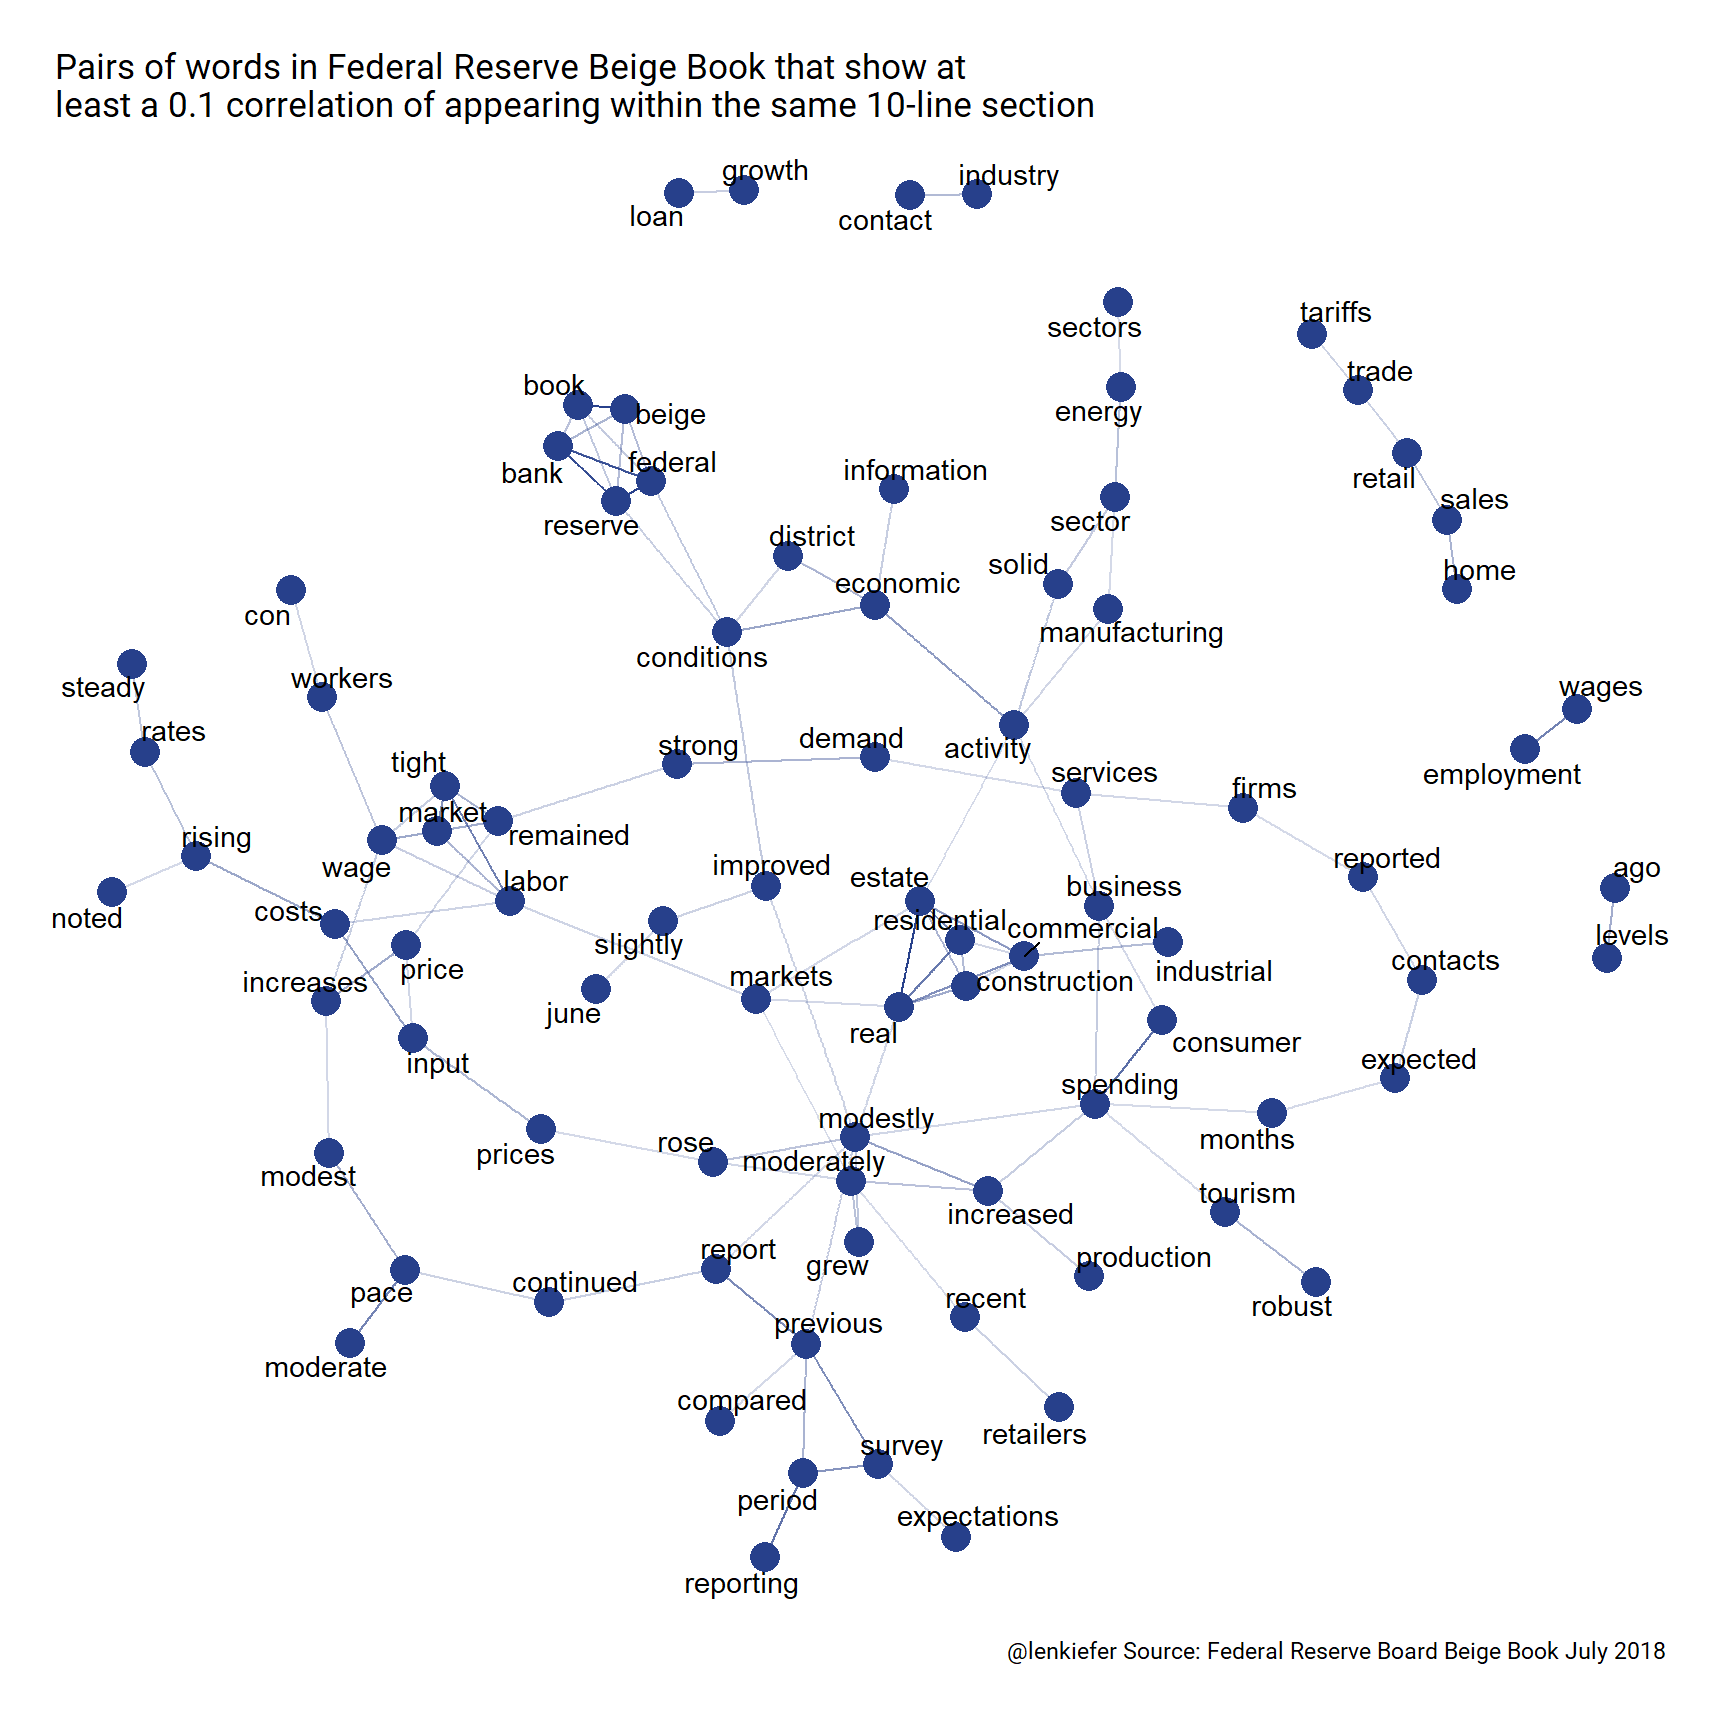 Pairs of words in Federal Reserve Beige Book that show at
least a 0.1 correlation of appearing within the same 10-line section
growth
industry
loan
contact
tariffs
sectors
trade
book
energy
beige
federal
information
bank
retail
sales
sector
reserve
district
solid
home
economic
con
manufacturing
conditions
workers
steady
wages
rates
strong
demand
activity
tight
services
employment
firms
market
remained
rising
reported
wage
improved
ago
labor
estate
business
costs
residential
commercial
noted
slightly
levels
contacts
price
markets
industrial
increases
construction
june
real
consumer
input
expected
spending
modestly
rose
months
prices
moderately
modest
tourism
increased
report
production
grew
continued
pace
recent
robust
previous
moderate
compared
retailers
survey
period
expectations
reporting
@lenkiefer Source: Federal Reserve Board Beige Book July 2018